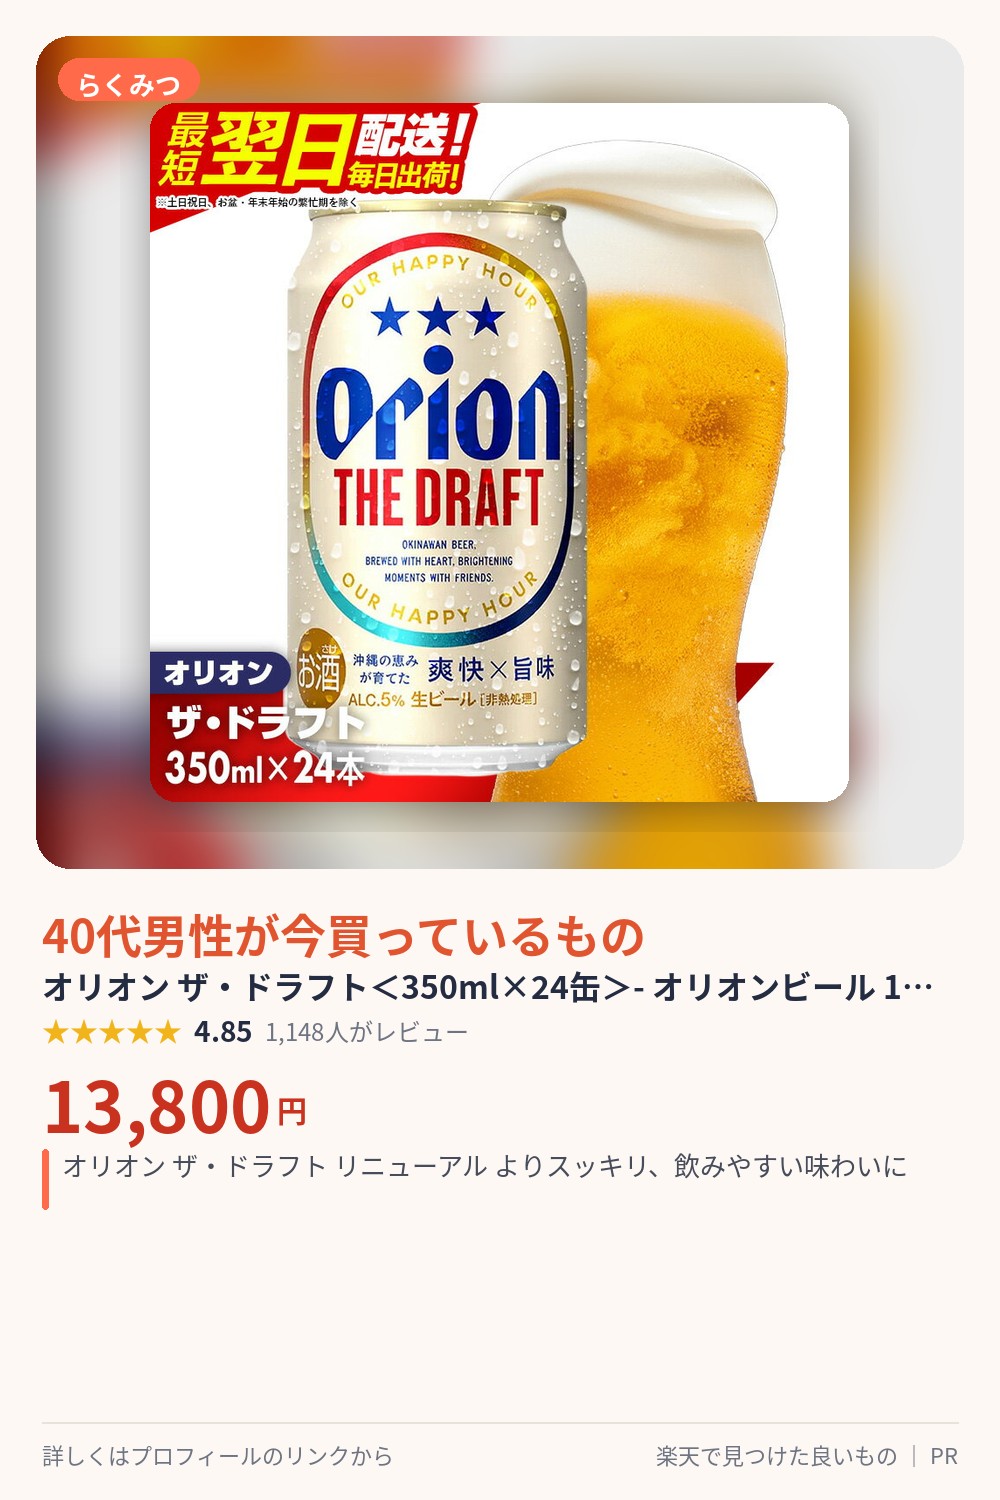 らくみつ
最短翌日配送!
毎日出荷!
※土日祝日、お盆・年末年始の繁忙期を除く
OUR HAPPY HOUR
Orion
THE DRAFT
OKINAWAN BEER,
BREWED WITH HEART, BRIGHTENING
MOMENTS WITH FRIENDS.
OUR HAPPY HOUR
お酒
さけ
沖縄の恵み
が育てた
爽快×旨味
ALC.5% 生ビール[非熱処理]
オリオン
ザ・ドラフト
350ml×24本
40代男性が今買っているもの
オリオン ザ・ドラフト<350ml×24缶>- オリオンビール 1…
★★★★★ 4.85 1,148人がレビュー
13,800円
オリオン ザ・ドラフト リニューアル よりスッキリ、飲みやすい味わいに
詳しくはプロフィールのリンクから
楽天で見つけた良いもの | PR